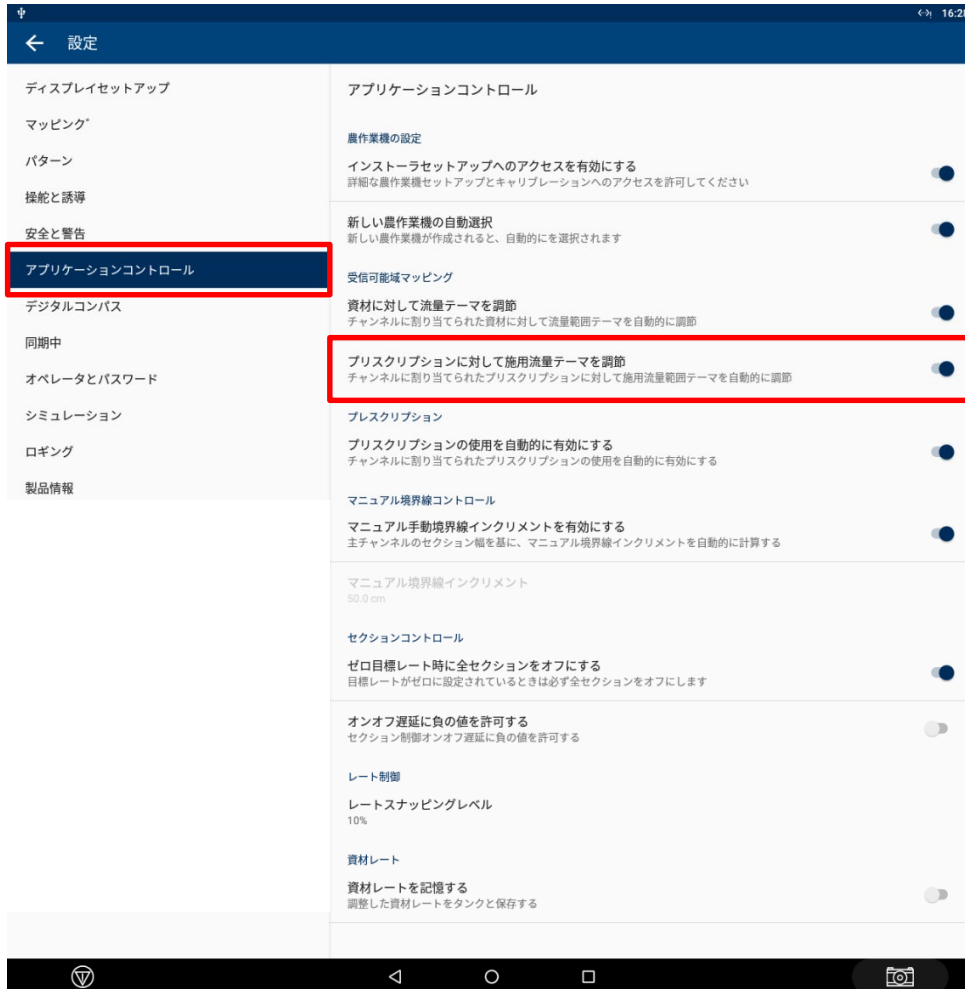 16:28
設定
ディスプレイセットアップ
マッピング
パターン
操舵と誘導
安全と警告
アプリケーションコントロール
デジタルコンパス
同期中
オペレータとパスワード
シミュレーション
ロギング
製品情報
アプリケーションコントロール
農作業機の設定
インストーラセットアップへのアクセスを有効にする
詳細な農作業機セットアップとキャリブレーションへのアクセスを許可してください
新しい農作業機の自動選択
新しい農作業機が作成されると、自動的にを選択されます
受信可能域マッピング
資材に対して流量テーマを調節
チャンネルに割り当てられた資材に対して流量範囲テーマを自動的に調節
プリスクリプションに対して施用流量テーマを調節
チャンネルに割り当てられたプリスクリプションに対して施用流量範囲テーマを自動的に調節
プレスクリプション
プリスクリプションの使用を自動的に有効にする
チャンネルに割り当てられたプリスクリプションの使用を自動的に有効にする
マニュアル境界線コントロール
マニュアル手動境界線インクリメントを有効にする
主チャンネルのセクション幅を基に、マニュアル境界線インクリメントを自動的に計算する
マニュアル境界線インクリメント
50.0 cm
セクションコントロール
ゼロ目標レート時に全セクションをオフにする
目標レートがゼロに設定されているときは必ず全セクションをオフにします
オンオフ遅延に負の値を許可する
セクション制御オンオフ遅延に負の値を許可する
レート制御
レートスナッピングレベル
10%
資材レート
資材レートを記憶する
調整した資材レートをタンクと保存する